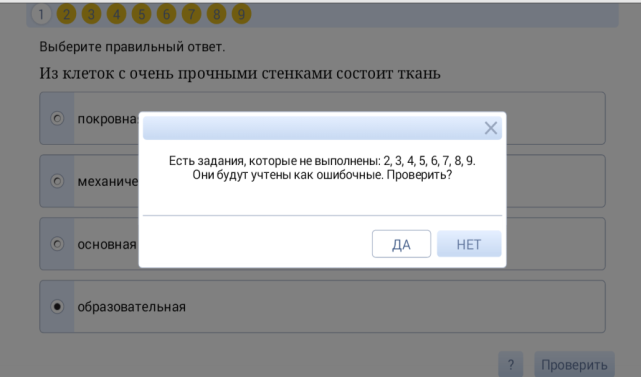 1 2 3 4 5 6 7 8 9
Выберите правильный ответ.
Из клеток с очень прочными стенками состоит ткань
покровна
механиче
основная
образовательная
Есть задания, которые не выполнены: 2, 3, 4, 5, 6, 7, 8, 9.
Они будут учтены как ошибочные. Проверить?
ДА НЕТ
? Проверить